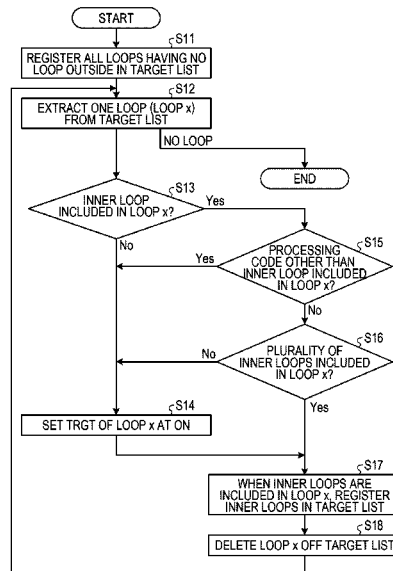 START
S11
REGISTER ALL LOOPS HAVING NO
LOOP OUTSIDE IN TARGET LIST
S12
EXTRACT ONE LOOP (LOOP x)
FROM TARGET LIST
NO LOOP
END
S13
INNER LOOP
INCLUDED IN LOOP x?
Yes
No
S15
PROCESSING
CODE OTHER THAN
INNER LOOP INCLUDED
IN LOOP x?
Yes
No
S16
PLURALITY OF
INNER LOOPS INCLUDED
IN LOOP x?
No
Yes
S14
SET TRGT OF LOOP x AT ON
S17
WHEN INNER LOOPS ARE
INCLUDED IN LOOP x, REGISTER
INNER LOOPS IN TARGET LIST
S18
DELETE LOOP x OFF TARGET LIST